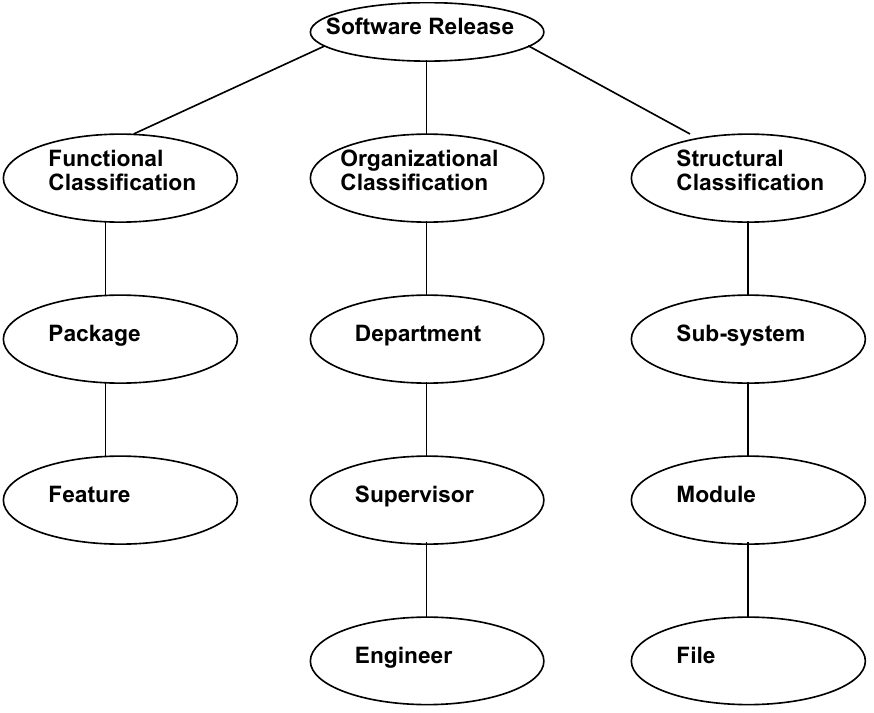 Software Release
Functional
Classification
Organizational
Classification
Structural
Classification
Package
Department
Sub-system
Feature
Supervisor
Module
Engineer
File